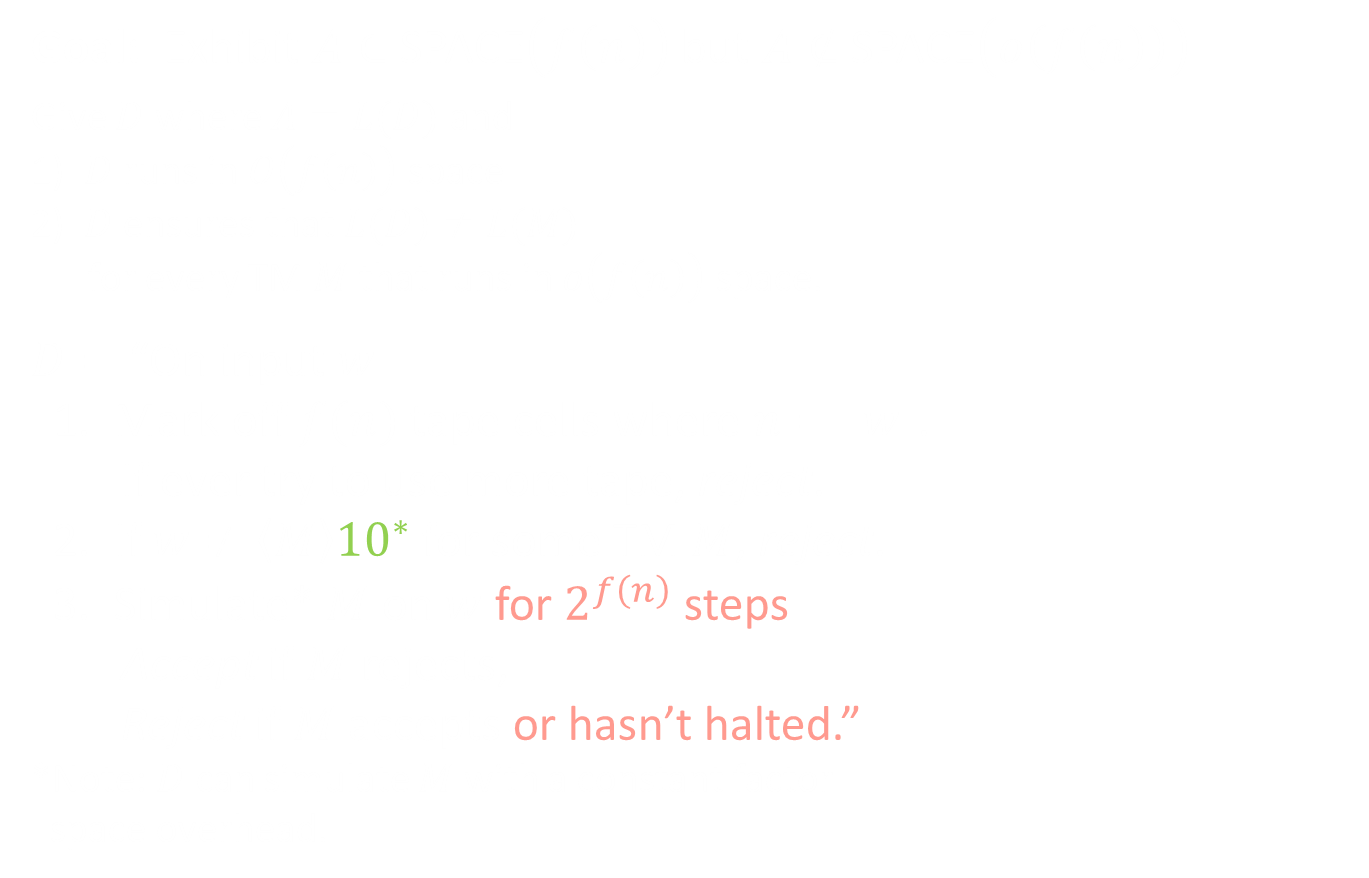 10*
for 2^{f(n)} steps
or hasn’t halted.”